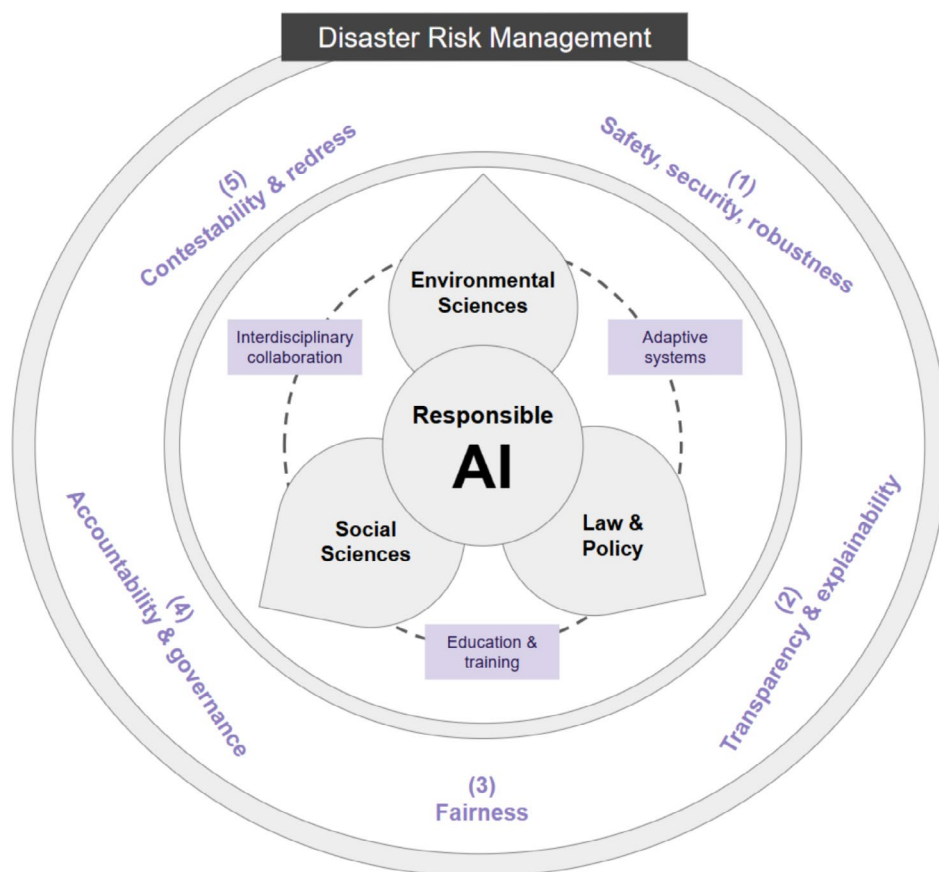 Disaster Risk Management
(1)
Safety, security, robustness
(5)
Contestability & redress
Environmental
Sciences
Interdisciplinary
collaboration
Adaptive
systems
Responsible
AI
Social
Sciences
Law &
Policy
Education &
training
(4)
Accountability & governance
(2)
Transparency & explainability
(3)
Fairness